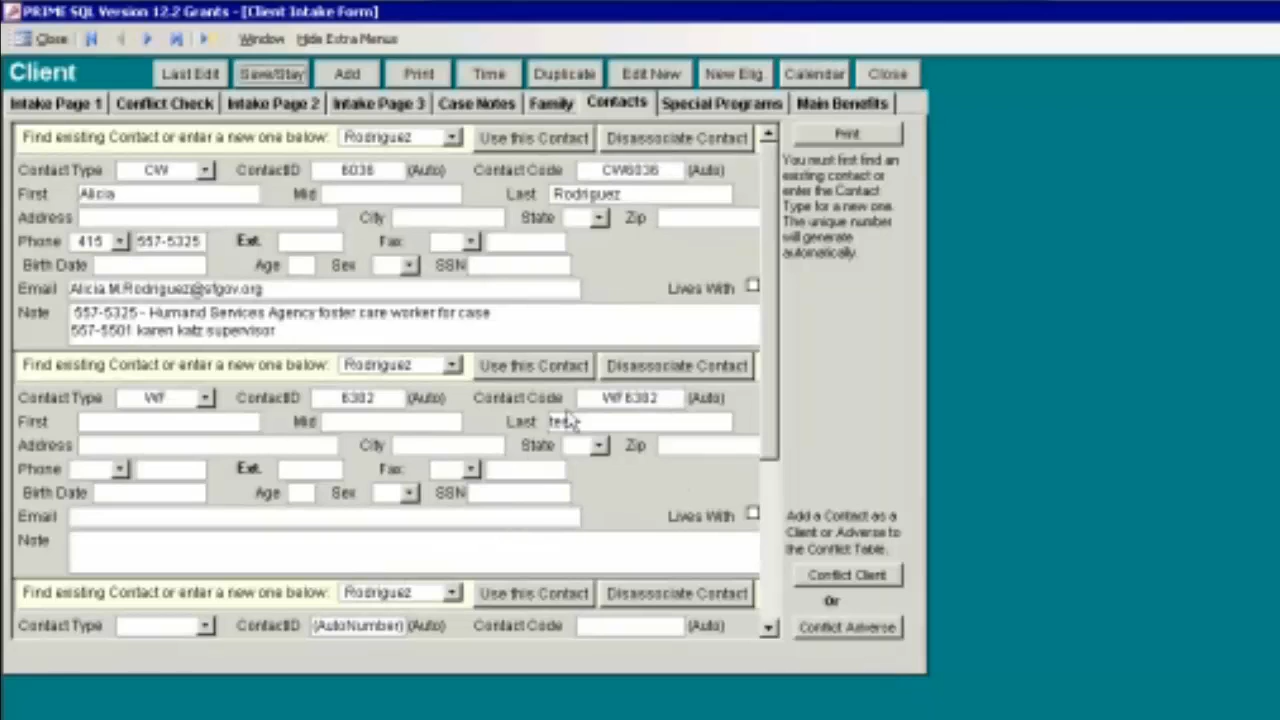 PRIME SQL Version 12.2 Grants - [Client Intake Form]
Close Window Hide Extra Menus
Client Last Edit Save/Stay Add Print Time Duplicate Edit New New Elig. Calendar Close
Intake Page 1 Conflict Check Intake Page 2 Intake Page 3 Case Notes Family Contacts Special Programs Main Benefits
Find existing Contact or enter a new one below: Rodriguez Use this Contact Disassociate Contact
Contact Type CW ContactID 6036 (Auto) Contact Code CW6036 (Auto)
First Alicia Mid Last Rodriguez
Address City State Zip
Phone 415 557-5325 Ext. Fax
Birth Date Age Sex SSN
Email Alicia.M.Rodriguez@sfgov.org Lives With
Note 557-5325 - Humand Services Agency foster care worker for case
557-5501 karen katz supervisor
Find existing Contact or enter a new one below: Rodriguez Use this Contact Disassociate Contact
Contact Type WF ContactID 6382 (Auto) Contact Code WF6382 (Auto)
First Mid Last
Address City State Zip
Phone Ext. Fax
Birth Date Age Sex SSN
Email Lives With
Note
Find existing Contact or enter a new one below: Rodriguez Use this Contact Disassociate Contact
Contact Type ContactID (AutoNumber) (Auto) Contact Code (Auto)
Print
You must first find an
existing contact or
enter the Contact
Type for a new one.
The unique number
will generate
automatically.
Add a Contact as a
Client or Adverse to
the Conflict Table.
Conflict Client
Or
Conflict Adverse